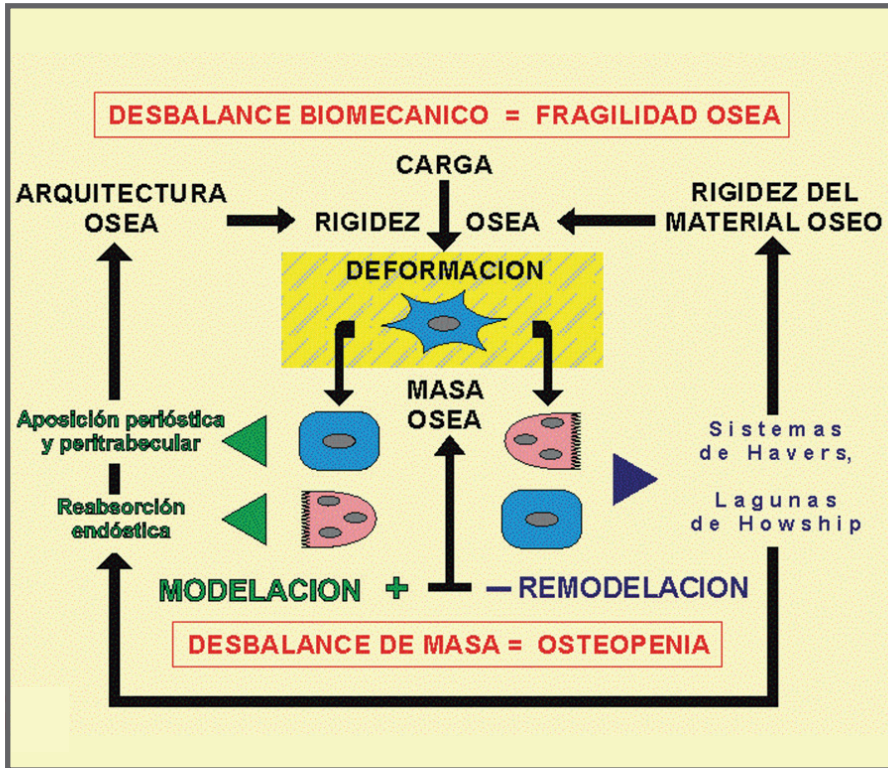 DESBALANCE BIOMECANICO = FRAGILIDAD OSEA
CARGA
ARQUITECTURA
OSEA
RIGIDEZ OSEA
RIGIDEZ DEL
MATERIAL OSEO
DEFORMACION
MASA
OSEA
Aposición perióstica
y peritrabecular
Reabsorción
endóstica
Sistemas
de Havers,
Lagunas
de Howship
MODELACION + – REMODELACION
DESBALANCE DE MASA = OSTEOPENIA